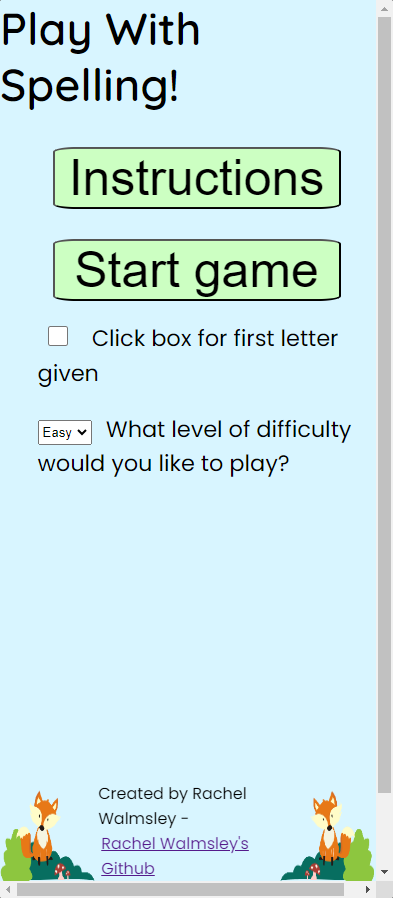 Play With
Spelling!
Instructions
Start game
Click box for first letter
given
Easy What level of difficulty
would you like to play?
Created by Rachel
Walmsley -
Rachel Walmsley's
Github